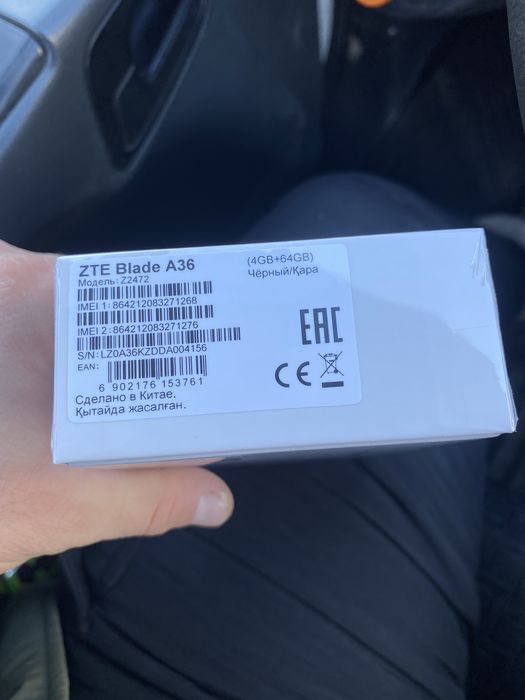 ZTE Blade A36
(4GB+64GB)
Модель: Z2472
Чёрный/Қара
IMEI 1: 864212083271268
IMEI 2: 864212083271276
S/N: LZ0A36KZDDA004156
EAN:
6 902176 153761
Сделано в Китае.
Қытайда жасалған.
EAC
CE